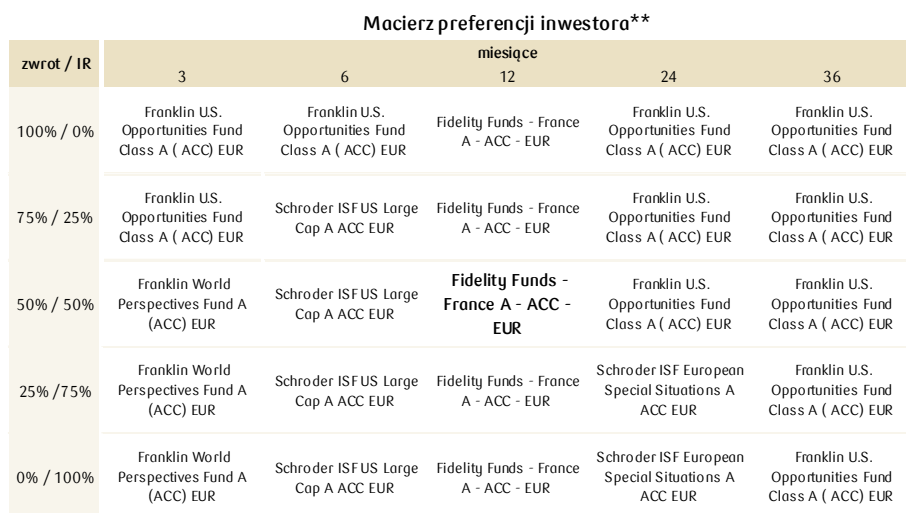 Macierz preferencji inwestora**
zwrot / IR
miesiące
3 6 12 24 36
100% / 0%
Franklin U.S.
Opportunities Fund
Class A ( ACC) EUR
Franklin U.S.
Opportunities Fund
Class A ( ACC) EUR
Fidelity Funds - France
A - ACC - EUR
Franklin U.S.
Opportunities Fund
Class A ( ACC) EUR
Franklin U.S.
Opportunities Fund
Class A ( ACC) EUR
75% / 25%
Franklin U.S.
Opportunities Fund
Class A ( ACC) EUR
Schroder ISF US Large
Cap A ACC EUR
Fidelity Funds - France
A - ACC - EUR
Franklin U.S.
Opportunities Fund
Class A ( ACC) EUR
Franklin U.S.
Opportunities Fund
Class A ( ACC) EUR
50% / 50%
Franklin World
Perspectives Fund A
(ACC) EUR
Schroder ISF US Large
Cap A ACC EUR
Fidelity Funds -
France A - ACC -
EUR
Franklin U.S.
Opportunities Fund
Class A ( ACC) EUR
Franklin U.S.
Opportunities Fund
Class A ( ACC) EUR
25% /75%
Franklin World
Perspectives Fund A
(ACC) EUR
Schroder ISF US Large
Cap A ACC EUR
Fidelity Funds - France
A - ACC - EUR
Schroder ISF European
Special Situations A
ACC EUR
Franklin U.S.
Opportunities Fund
Class A ( ACC) EUR
0% / 100%
Franklin World
Perspectives Fund A
(ACC) EUR
Schroder ISF US Large
Cap A ACC EUR
Fidelity Funds - France
A - ACC - EUR
Schroder ISF European
Special Situations A
ACC EUR
Franklin U.S.
Opportunities Fund
Class A ( ACC) EUR